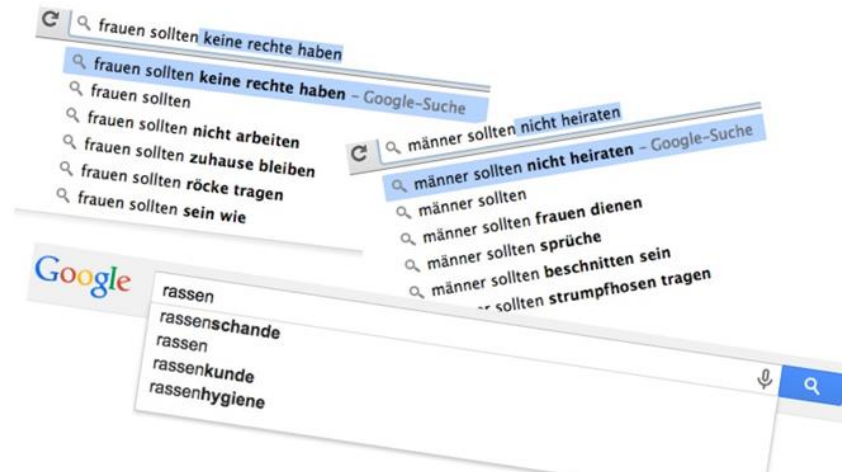 frauen sollten keine rechte haben
frauen sollten keine rechte haben – Google-Suche
frauen sollten
frauen sollten nicht arbeiten
frauen sollten zuhause bleiben
frauen sollten röcke tragen
frauen sollten sein wie
männer sollten nicht heiraten
männer sollten nicht heiraten – Google-Suche
männer sollten
männer sollten frauen dienen
männer sollten sprüche
männer sollten beschnitten sein
sollten strumpfhosen tragen
Google
rassen
rassenschande
rassen
rassenkunde
rassenhygiene